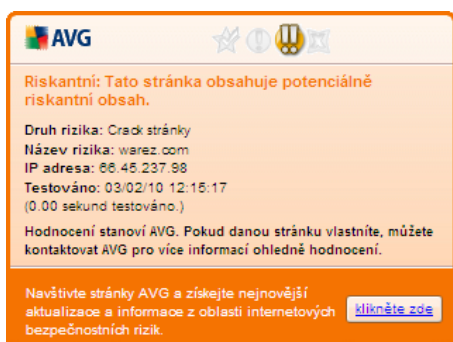 AVG
Riskantní: Tato stránka obsahuje potenciálně
riskantní obsah.
Druh rizika: Crack stránky
Název rizika: warez.com
IP adresa: 66.45.237.98
Testováno: 03/02/10 12:15:17
(0.00 sekund testováno.)
Hodnocení stanoví AVG. Pokud danou stránku vlastníte, můžete
kontaktovat AVG pro více informací ohledně hodnocení.
Navštivte stránky AVG a získejte nejnovější
aktualizace a informace z oblasti internetových
bezpečnostních rizik.
klikněte zde